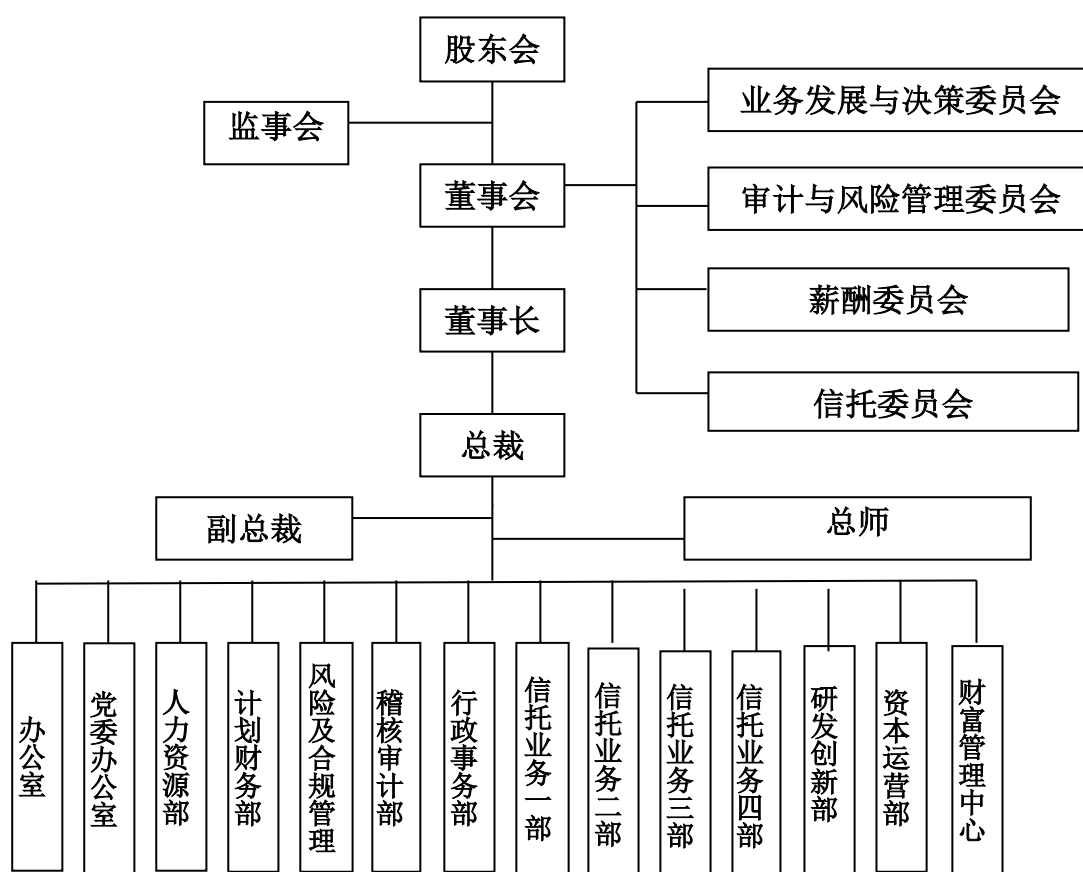 股东会
业务发展与决策委员会
监事会
董事会
审计与风险管理委员会
董事长
薪酬委员会
信托委员会
总裁
副总裁
总师
办公室
党委办公室
人力资源部
计划财务部
风险及合规管理
稽核审计部
行政事务部
信托业务一部
信托业务二部
信托业务三部
信托业务四部
研发创新部
资本运营部
财富管理中心